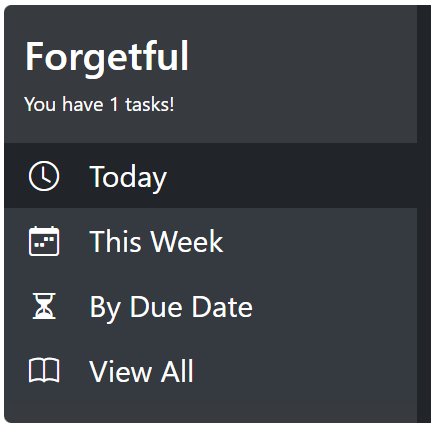 Forgetful
You have 1 tasks!
Today
This Week
By Due Date
View All